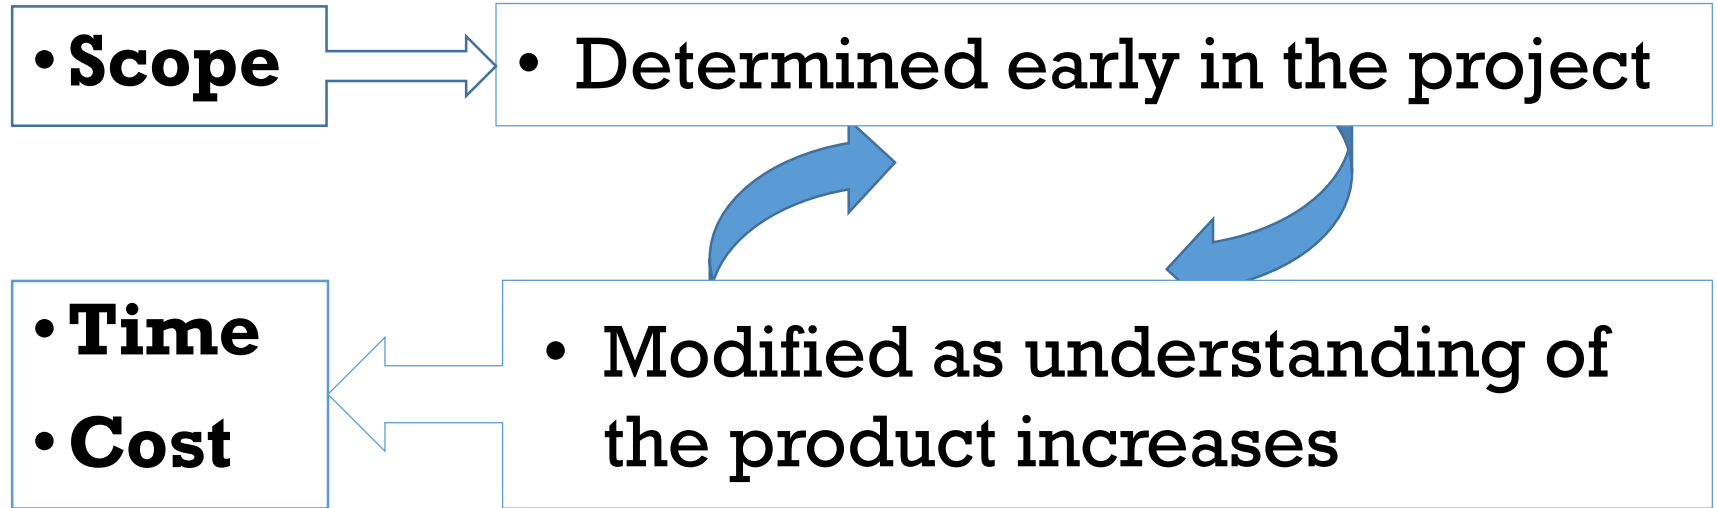 • Scope
• Determined early in the project
• Time
• Cost
• Modified as understanding of
the product increases